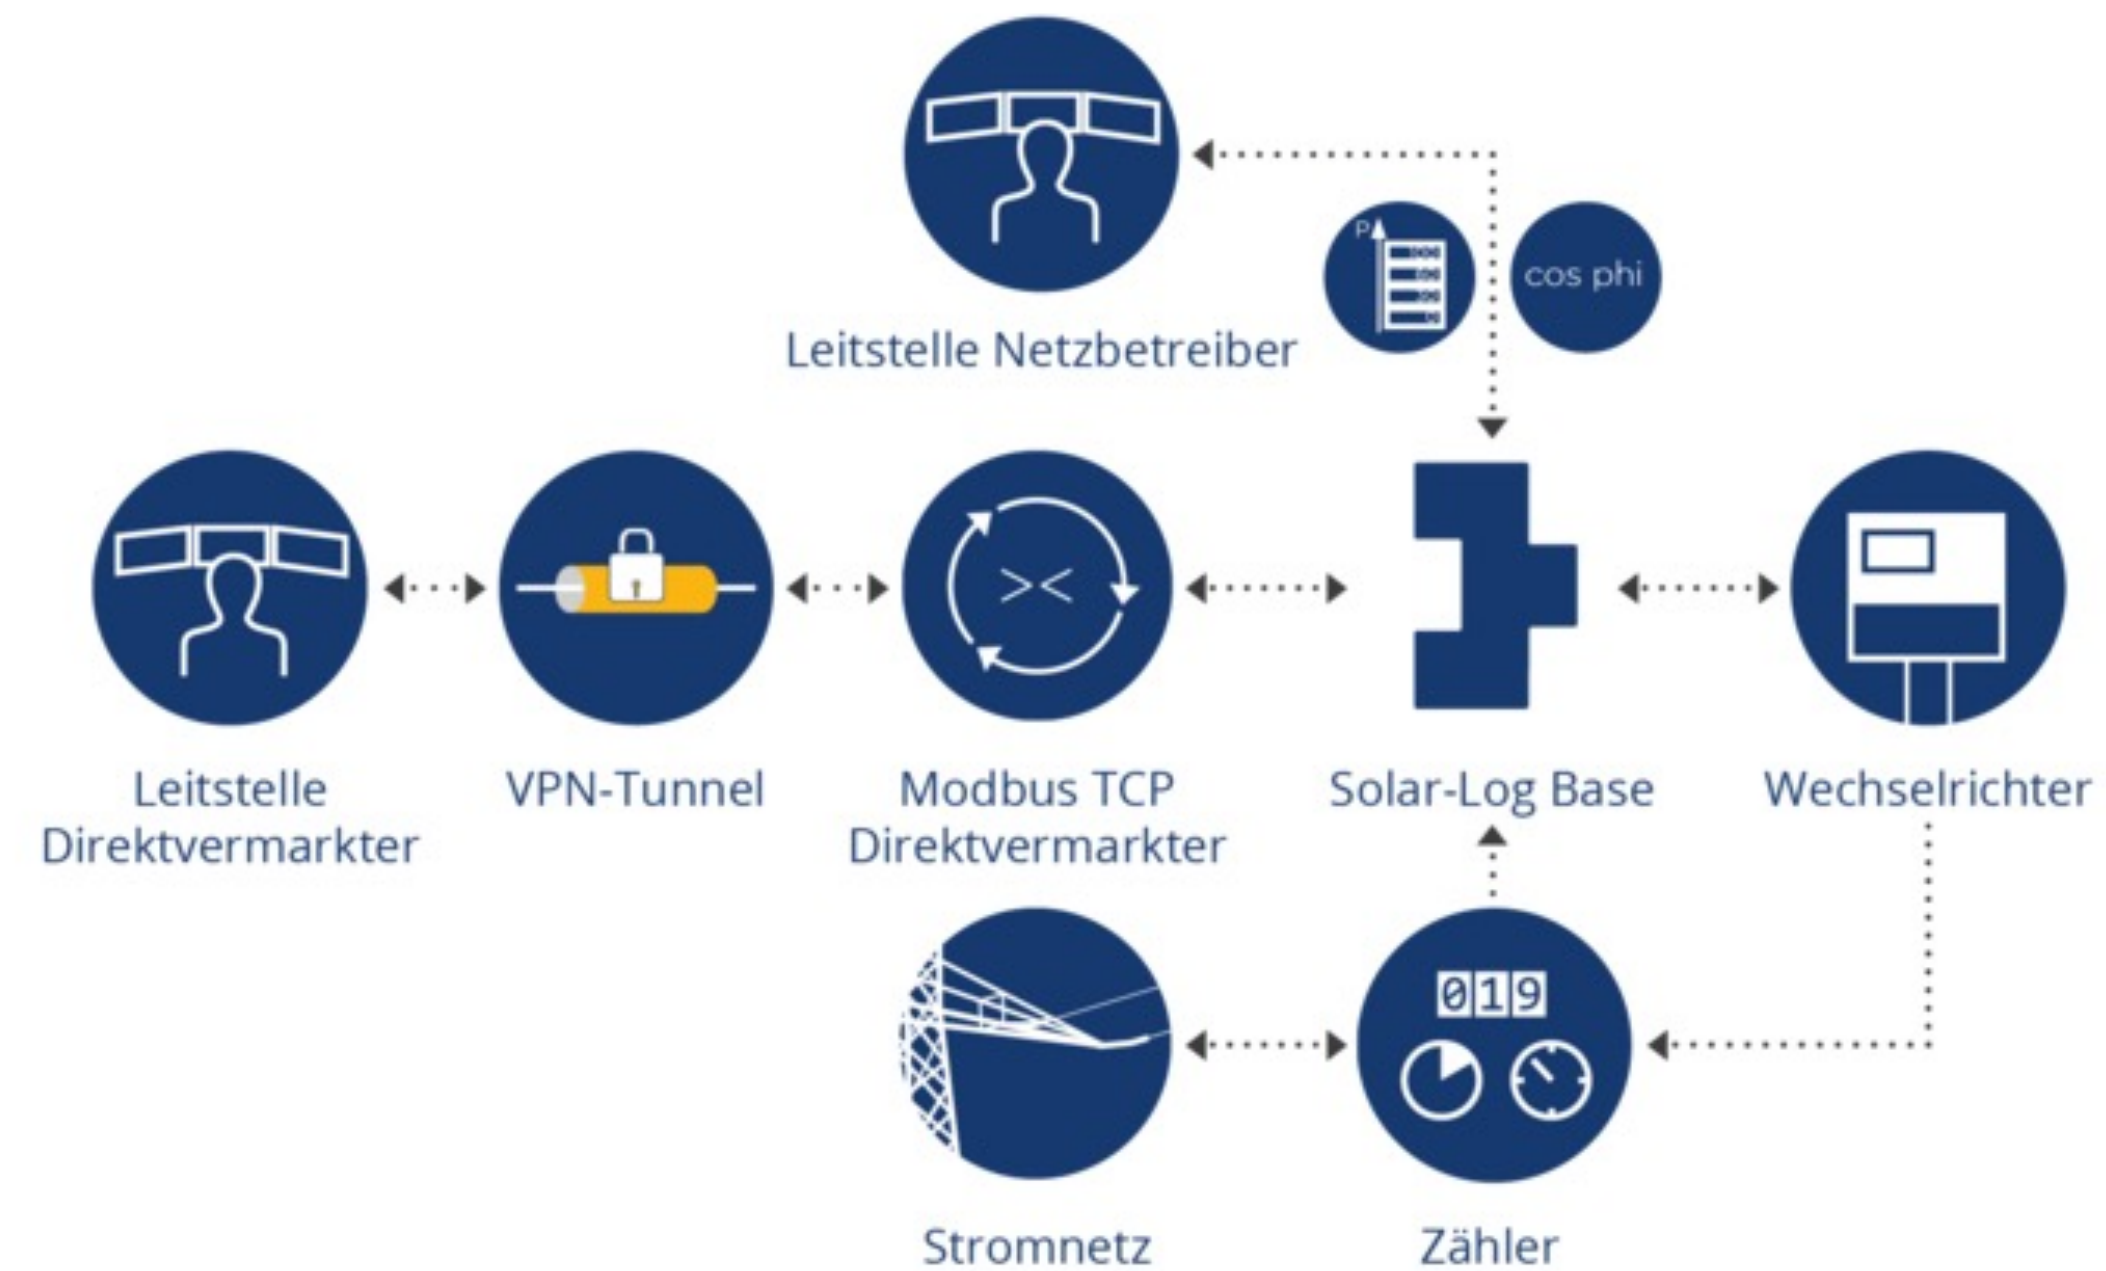 P
cos phi
Leitstelle Netzbetreiber
><
Leitstelle
Direktvermarkter
VPN-Tunnel
Modbus TCP
Direktvermarkter
Solar-Log Base
Wechselrichter
019
Stromnetz
Zähler